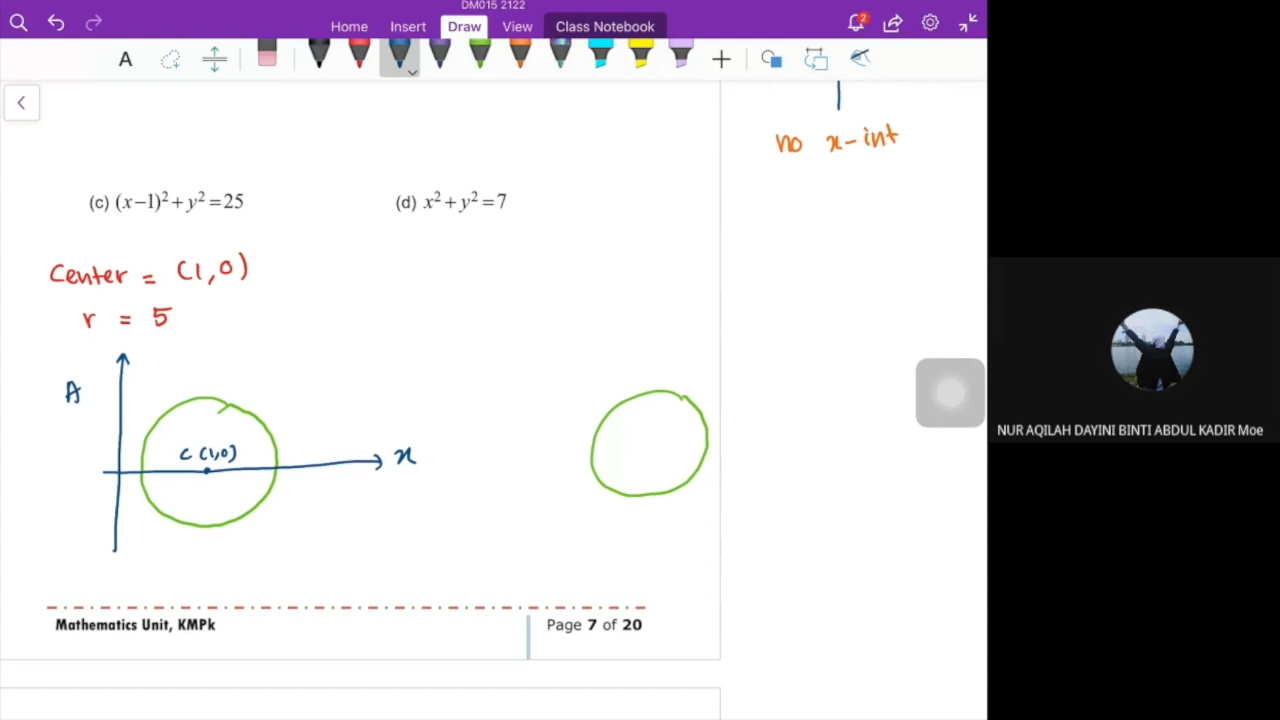 DM015 2122
Home Insert Draw View Class Notebook
2
A
no x-int
(c) (x−1)² + y² = 25
(d) x² + y² = 7
Center = (1,0)
r = 5
A
C (1,0)
x
NUR AQILAH DAYINI BINTI ABDUL KADIR Moe
Mathematics Unit, KMPk
Page 7 of 20